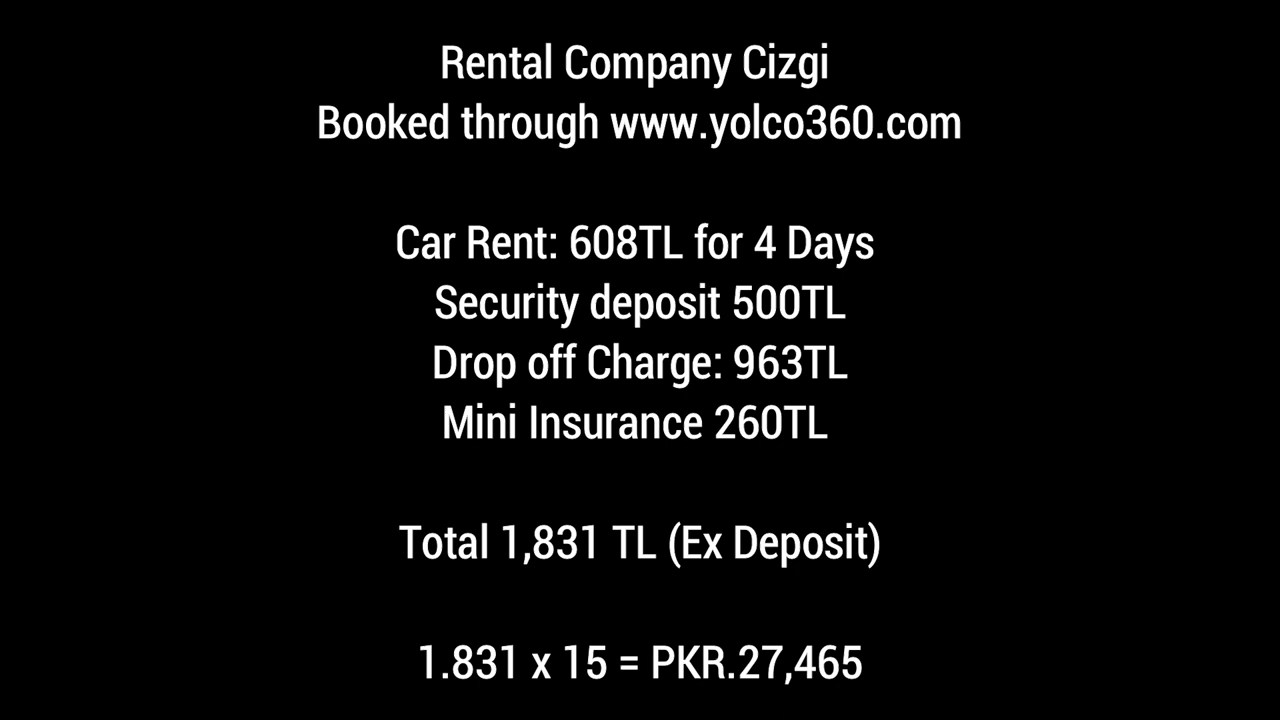 Rental Company Cizgi
Booked through www.yolco360.com
Car Rent: 608TL for 4 Days
Security deposit 500TL
Drop off Charge: 963TL
Mini Insurance 260TL
Total 1,831 TL (Ex Deposit)
1.831 x 15 = PKR.27,465